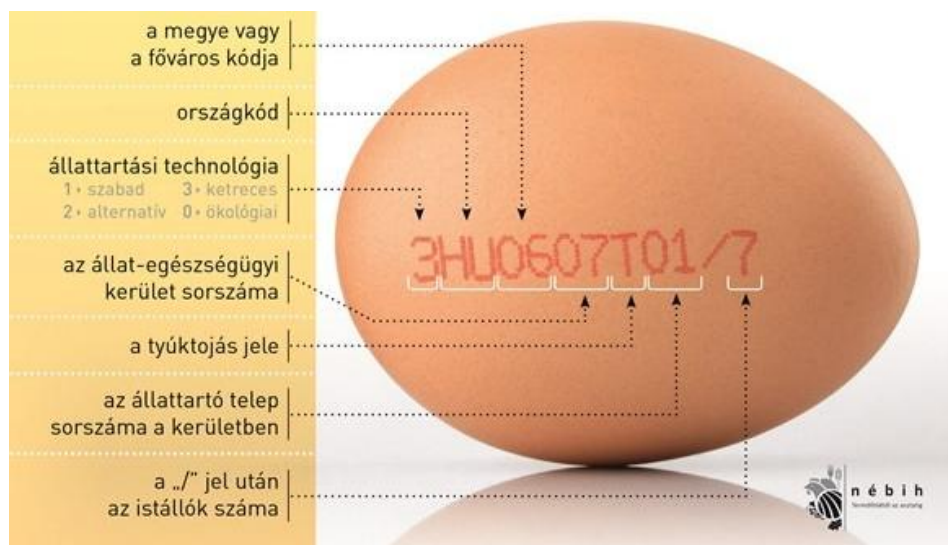 a megye vagy
a főváros kódja
országkód
állattartási technológia
1 • szabad 3 • ketreces
2 • alternatív 0 • ökológiai
az állat-egészségügyi
kerület sorszáma
a tyúktojás jele
az állattartó telep
sorszáma a kerületben
a „/” jel után
az istállók száma
3HU0607T01/7
nébih